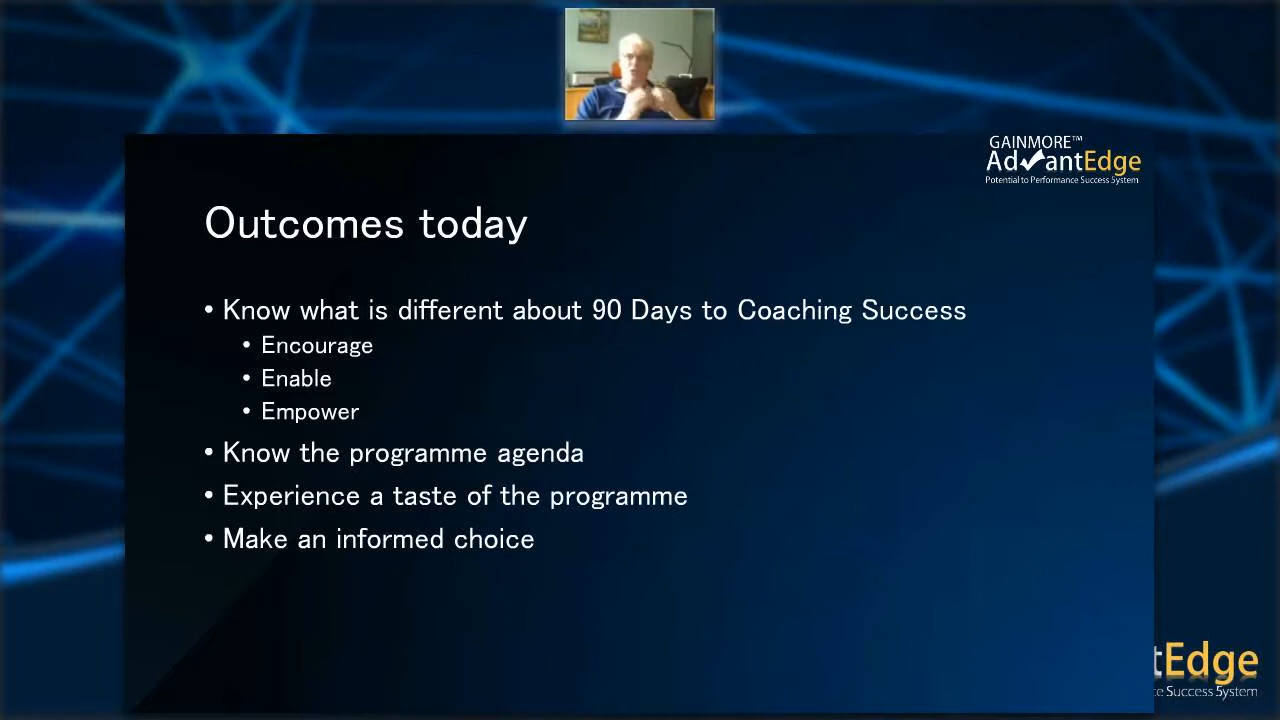 GAINMORE™
AdvantEdge
Potential to Performance Success System
Outcomes today
• Know what is different about 90 Days to Coaching Success
• Encourage
• Enable
• Empower
• Know the programme agenda
• Experience a taste of the programme
• Make an informed choice
tEdge
ce Success System